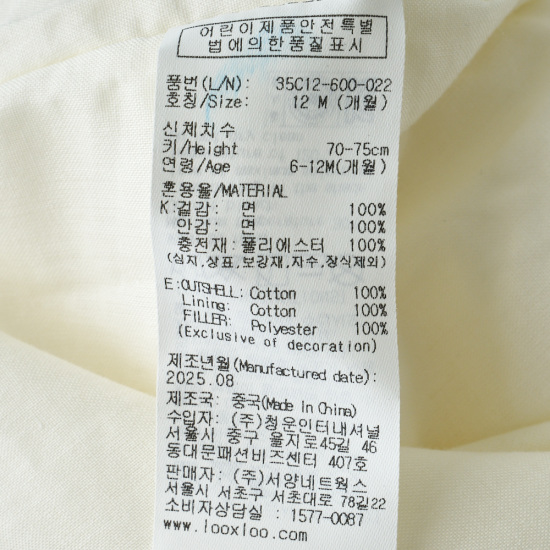 어린이제품안전특별
법에의한품질표시
품번(L/N): 35C12-600-022
호칭/Size: 12 M (개월)
신체치수
키/Height 70-75cm
연령/Age 6-12M(개월)
혼용율/MATERIAL
K:겉감: 면 100%
안감: 면 100%
충전재:폴리에스터 100%
(심지,상표,보강재,자수,장식제외)
E:OUTSHELL: Cotton 100%
Lining: Cotton 100%
FILLER: Polyester 100%
(Exclusive of decoration)
제조년월(Manufactured date):
2025.08
제조국: 중국(Made In China)
수입자: (주)청운인터내셔널
서울시 중구 을지로45길 46
동대문패션비즈센터 407호
판매자: (주)서양네트웍스
서울시 서초구 서초대로 78길22
소비자상담실 : 1577-0087
www.looxloo.com